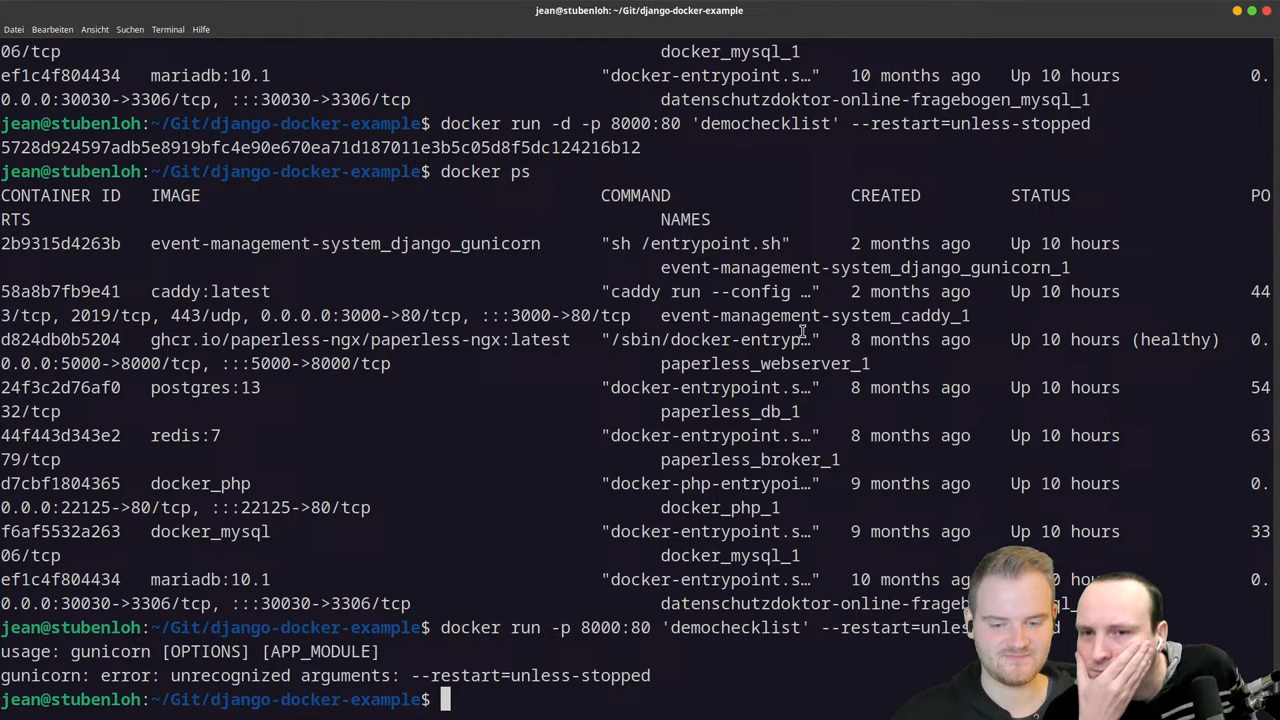 jean@stubenloh: ~/Git/django-docker-example
Datei Bearbeiten Ansicht Suchen Terminal Hilfe
06/tcp docker_mysql_1
ef1c4f804434 mariadb:10.1 "docker-entrypoint.s…" 10 months ago Up 10 hours 0.
0.0.0:30030->3306/tcp, :::30030->3306/tcp datenschutzdoktor-online-fragebogen_mysql_1
jean@stubenloh:~/Git/django-docker-example$ docker run -d -p 8000:80 'demochecklist' --restart=unless-stopped
5728d924597adb5e8919bfc4e90e670ea71d187011e3b5c05d8f5dc124216b12
jean@stubenloh:~/Git/django-docker-example$ docker ps
CONTAINER ID IMAGE COMMAND CREATED STATUS PO
RTS NAMES
2b9315d4263b event-management-system_django_gunicorn "sh /entrypoint.sh" 2 months ago Up 10 hours
event-management-system_django_gunicorn_1
58a8b7fb9e41 caddy:latest "caddy run --config …" 2 months ago Up 10 hours 44
3/tcp, 2019/tcp, 443/udp, 0.0.0.0:3000->80/tcp, :::3000->80/tcp event-management-system_caddy_1
d824db0b5204 ghcr.io/paperless-ngx/paperless-ngx:latest "/sbin/docker-entryp…" 8 months ago Up 10 hours (healthy) 0.
0.0.0:5000->8000/tcp, :::5000->8000/tcp paperless_webserver_1
24f3c2d76af0 postgres:13 "docker-entrypoint.s…" 8 months ago Up 10 hours 54
32/tcp paperless_db_1
44f443d343e2 redis:7 "docker-entrypoint.s…" 8 months ago Up 10 hours 63
79/tcp paperless_broker_1
d7cbf1804365 docker_php "docker-php-entrypoi…" 9 months ago Up 10 hours 0.
0.0.0:22125->80/tcp, :::22125->80/tcp docker_php_1
f6af5532a263 docker_mysql "docker-entrypoint.s…" 9 months ago Up 10 hours 33
06/tcp docker_mysql_1
ef1c4f804434 mariadb:10.1 "docker-entrypoint.s…" 10 months Up 10 hours 0.
0.0.0:30030->3306/tcp, :::30030->3306/tcp
jean@stubenloh:~/Git/django-docker-example$ docker run -p 8000:80 'demochecklist'
usage: gunicorn [OPTIONS] [APP_MODULE]
gunicorn: error: unrecognized arguments: --restart=unless-stopped
jean@stubenloh:~/Git/django-docker-example$